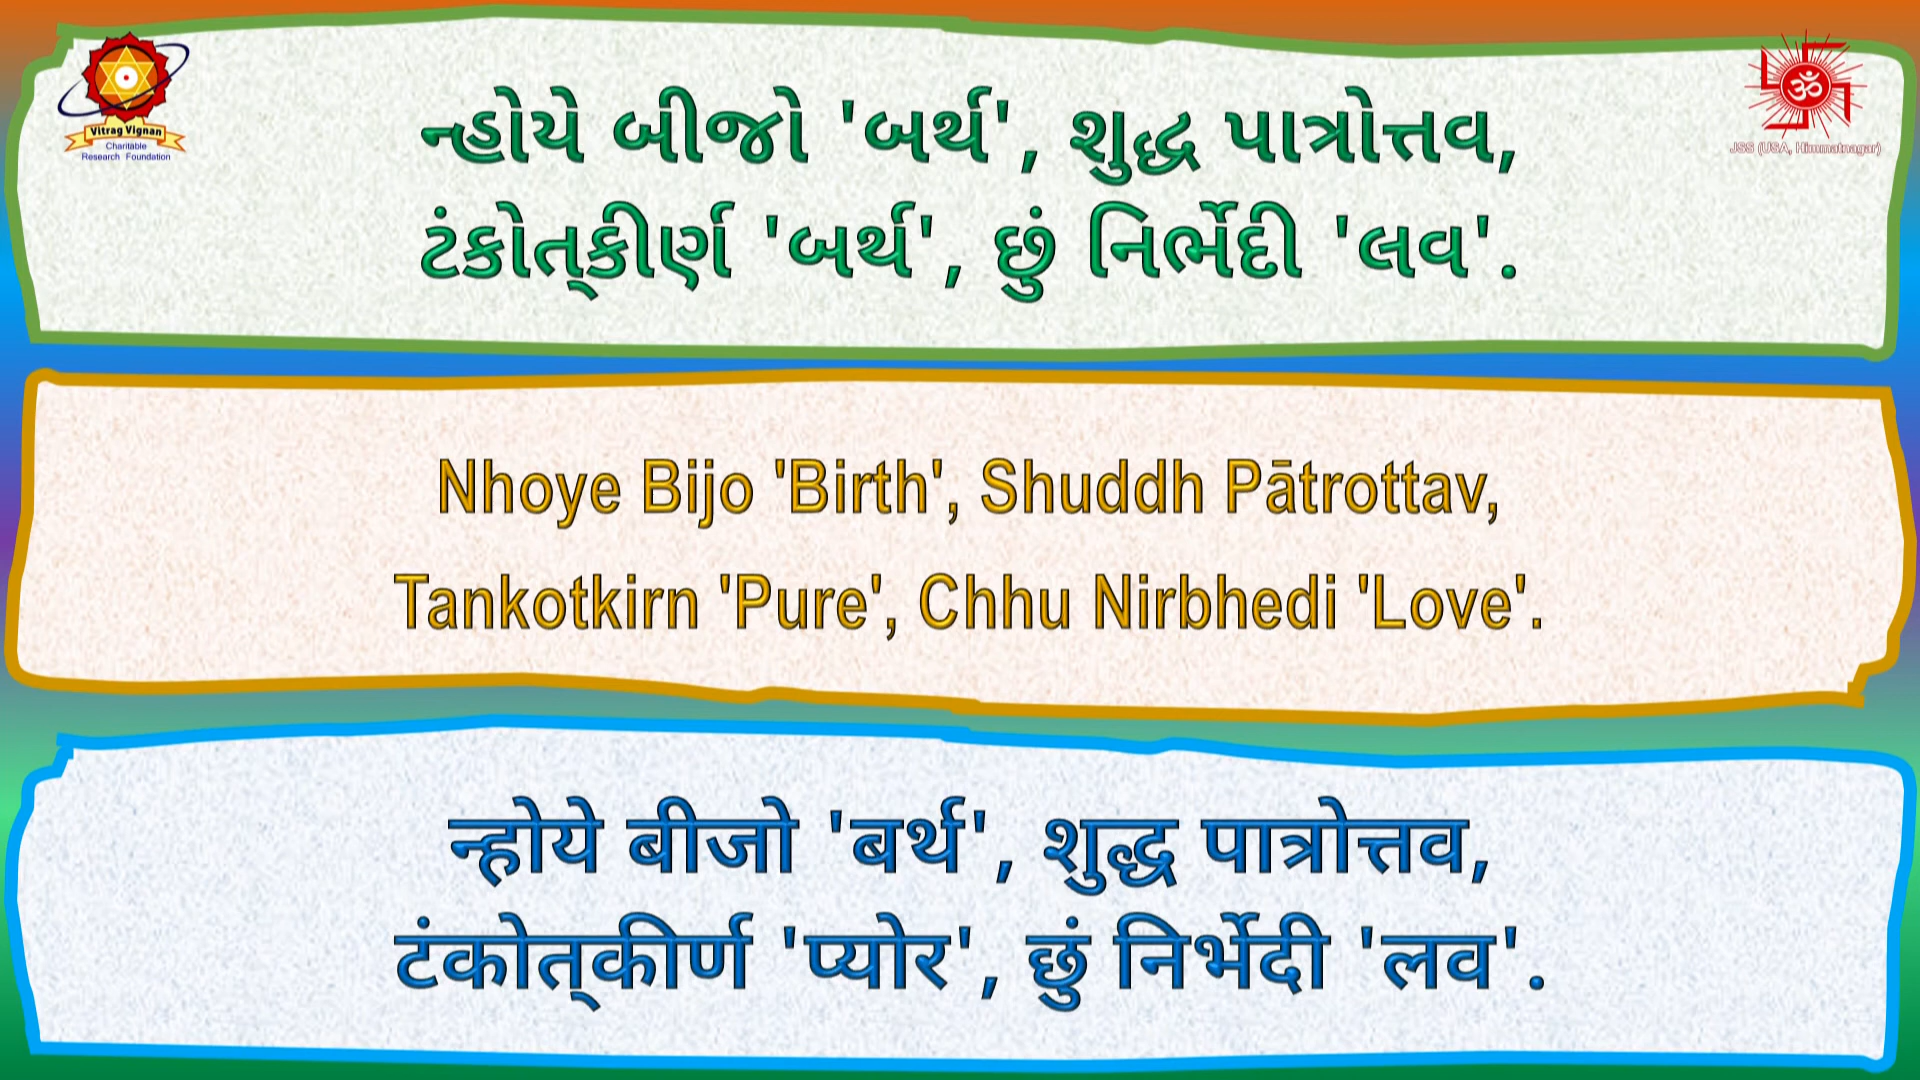 Vitrag Vignan
Charitable
Research Foundation
JSS (USA, Himmatnagar)
ન્હોયે બીજો 'બર્થ', શુદ્ધ પાત્રોત્તવ,
ટંકોત્‌કીર્ણ 'બર્થ', છું નિર્ભેદી 'લવ'.
Nhoye Bijo 'Birth', Shuddh Pātrottav,
Tankotkirn 'Pure', Chhu Nirbhedi 'Love'.
न्होये बीजो 'बर्थ', शुद्ध पात्रोत्तव,
टंकोत्‌कीर्ण 'प्योर', छुं निर्भेदी 'लव'.